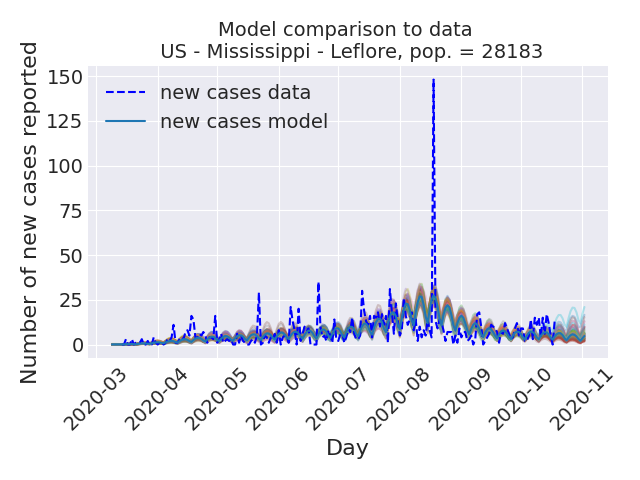 Model comparison to data
US - Mississippi - Leflore, pop. = 28183
Number of new cases reported
150
125
100
75
50
25
0
new cases data
new cases model
2020-03
2020-04
2020-05
2020-06
2020-07
2020-08
2020-09
2020-10
2020-11
Day